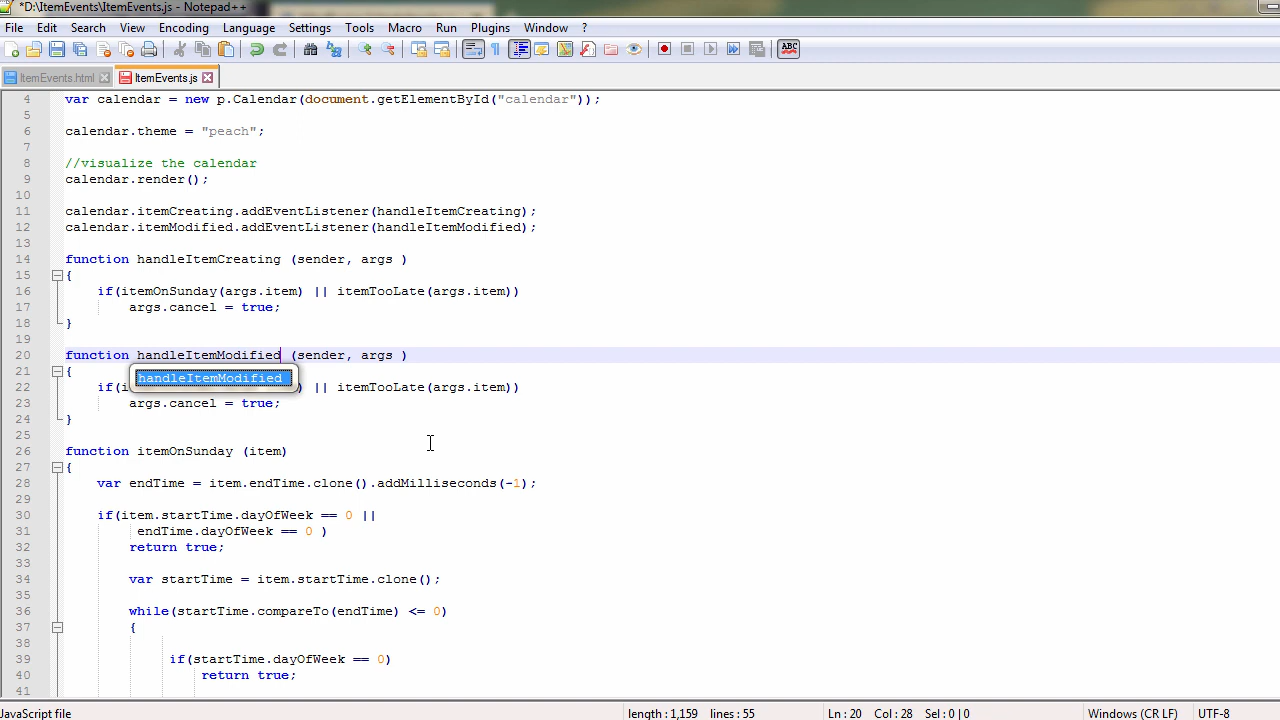 *D:\ItemEvents\ItemEvents.js - Notepad++
File Edit Search View Encoding Language Settings Tools Macro Run Plugins Window ?
ABC
ItemEvents.html ItemEvents.js
4 var calendar = new p.Calendar(document.getElementById("calendar"));
5
6 calendar.theme = "peach";
7
8 //visualize the calendar
9 calendar.render();
10
11 calendar.itemCreating.addEventListener(handleItemCreating);
12 calendar.itemModified.addEventListener(handleItemModified);
13
14 function handleItemCreating (sender, args )
15 {
16 if(itemOnSunday(args.item) || itemTooLate(args.item))
17 args.cancel = true;
18 }
19
20 function handleItemModified (sender, args )
21 {
handleItemModified
22 if(i ) || itemTooLate(args.item))
23 args.cancel = true;
24 }
25
26 function itemOnSunday (item)
27 {
28 var endTime = item.endTime.clone().addMilliseconds(-1);
29
30 if(item.startTime.dayOfWeek == 0 ||
31 endTime.dayOfWeek == 0 )
32 return true;
33
34 var startTime = item.startTime.clone();
35
36 while(startTime.compareTo(endTime) <= 0)
37 {
38
39 if(startTime.dayOfWeek == 0)
40 return true;
41
JavaScript file length : 1,159 lines : 55 Ln : 20 Col : 28 Sel : 0 | 0 Windows (CR LF) UTF-8